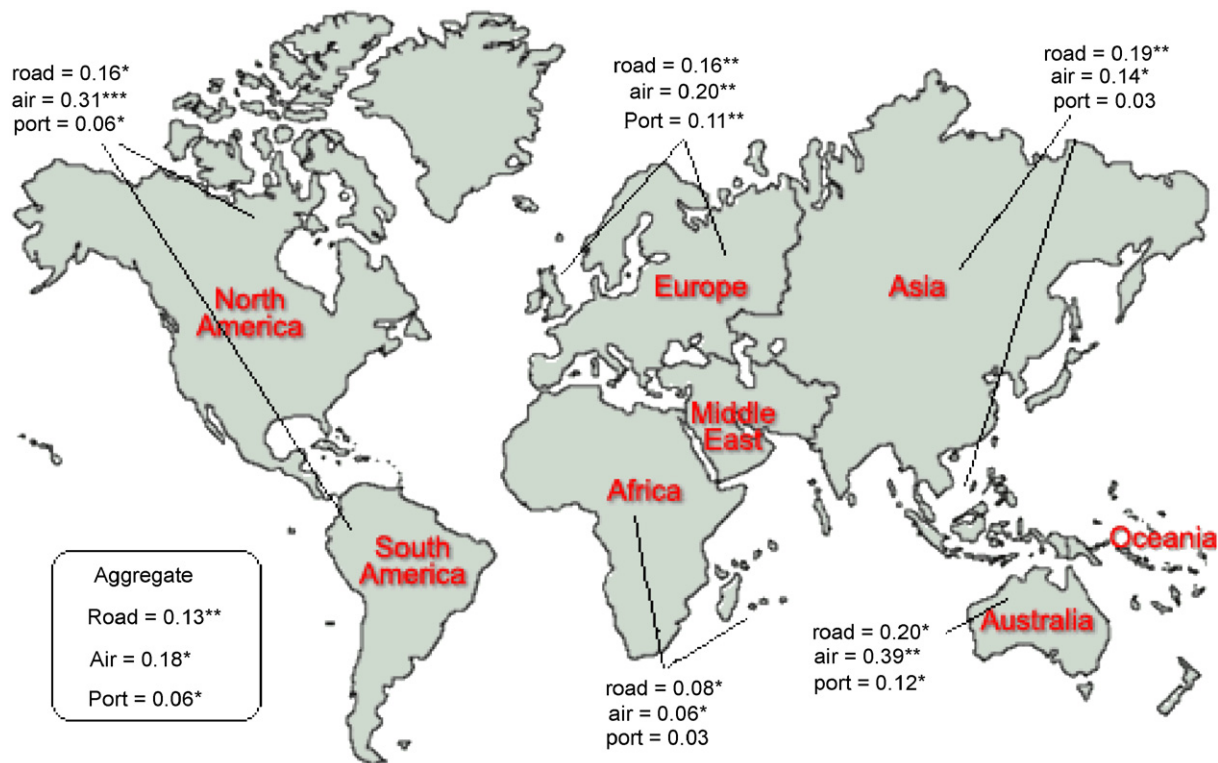 road = 0.16*
air = 0.31***
port = 0.06*
road = 0.16**
air = 0.20**
Port = 0.11**
road = 0.19**
air = 0.14*
port = 0.03
North
America
Europe
Asia
Middle
East
Africa
South
America
Oceania
Australia
Aggregate
Road = 0.13**
Air = 0.18*
Port = 0.06*
road = 0.08*
air = 0.06*
port = 0.03
road = 0.20*
air = 0.39**
port = 0.12*